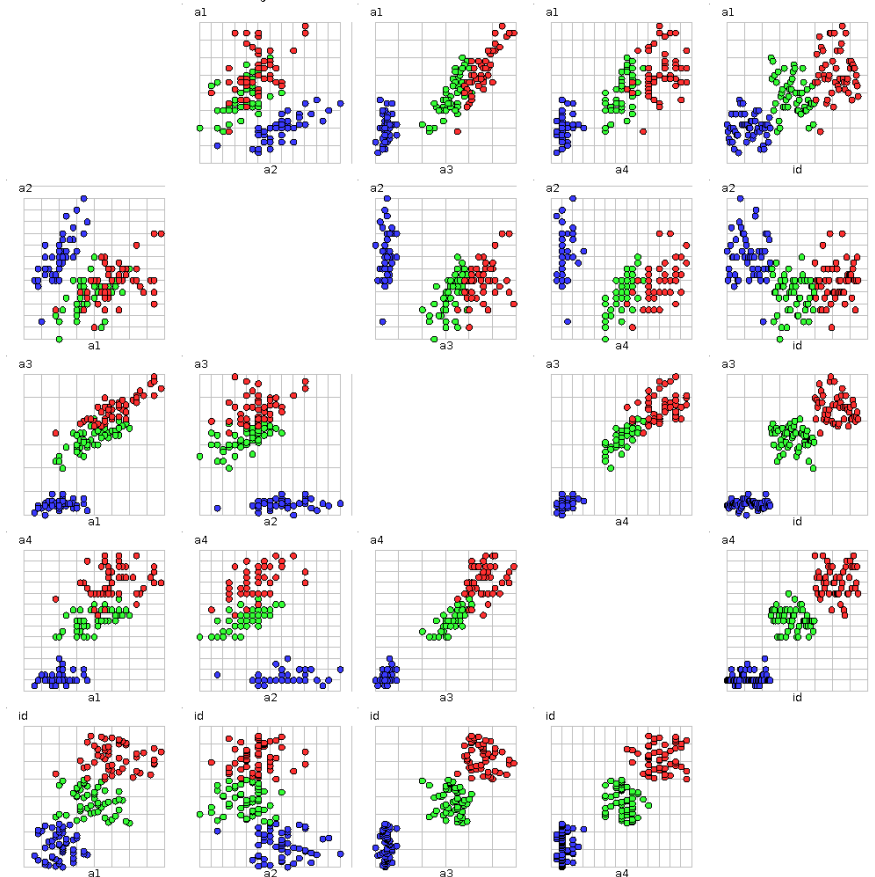 a1 a1 a1 a1
a2 a3 a4 id
a2 a2 a2 a2
a1 a3 a4 id
a3 a3 a3 a3
a1 a2 a4 id
a4 a4 a4 a4
a1 a2 a3 id
id id id id
a1 a2 a3 a4